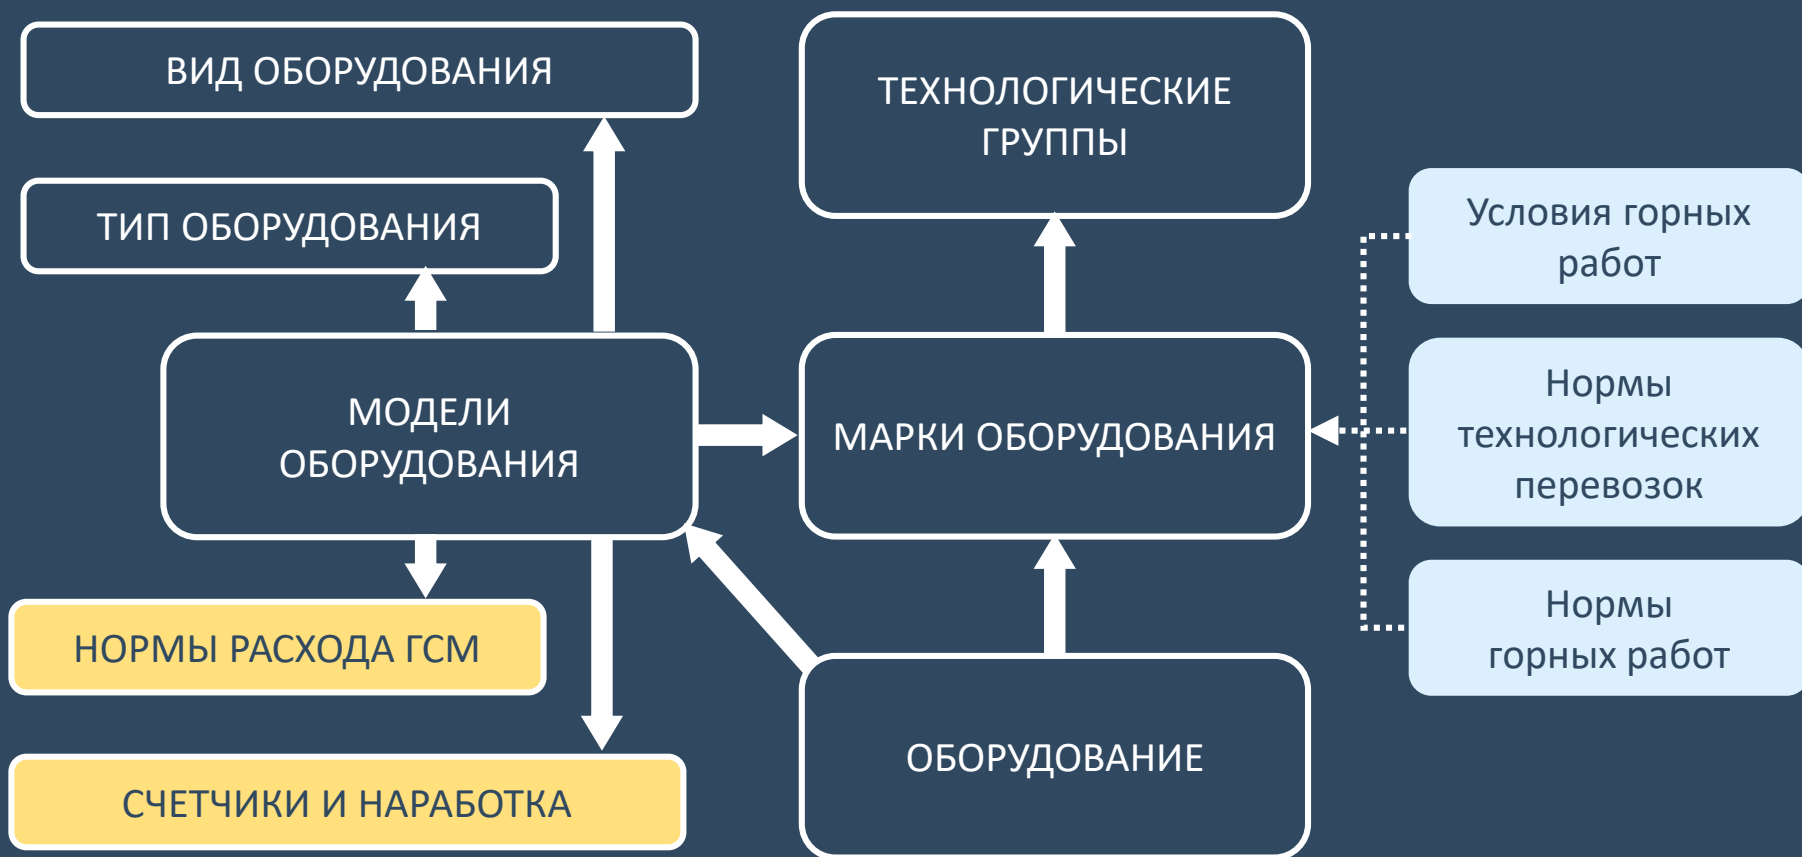 ВИД ОБОРУДОВАНИЯ
ТИП ОБОРУДОВАНИЯ
МОДЕЛИ
ОБОРУДОВАНИЯ
НОРМЫ РАСХОДА ГСМ
СЧЕТЧИКИ И НАРАБОТКА
ТЕХНОЛОГИЧЕСКИЕ
ГРУППЫ
МАРКИ ОБОРУДОВАНИЯ
ОБОРУДОВАНИЕ
Условия горных
работ
Нормы
технологических
перевозок
Нормы
горных работ